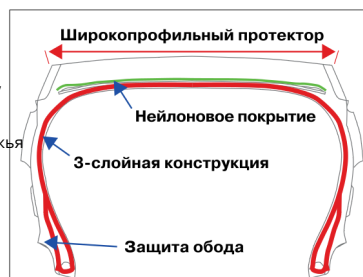 Широкопрофильный протектор
Нейлоновое покрытие
3-слойная конструкция
Защита обода